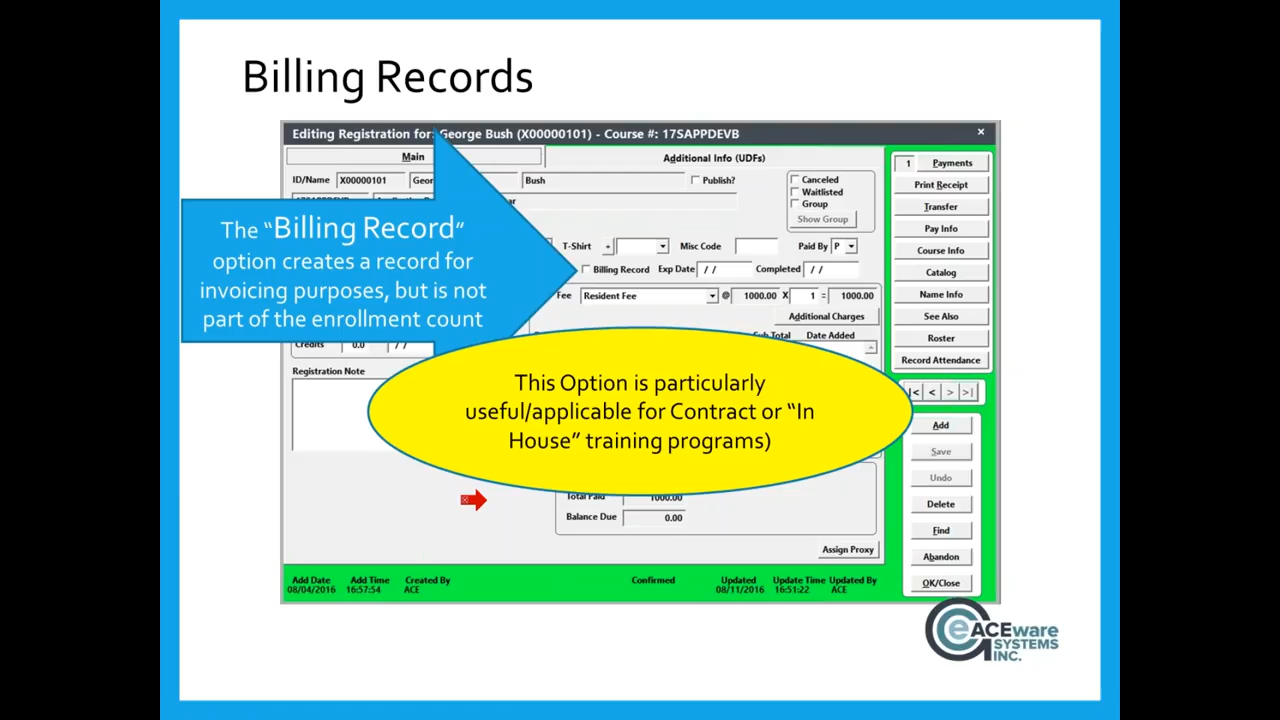 Billing Records
Editing Registration for: George Bush (X00000101) - Course #: 17SAPPDEVB ×
Main
Additional Info (UDFs)
ID/Name X00000101 Geor Bush Publish?
Canceled
Waitlisted
Group
Show Group
T-Shirt + Misc Code Paid By P
Billing Record Exp Date / / Completed / /
Fee Resident Fee @ 1000.00 X 1 = 1000.00
Additional Charges
Sub Total Date Added
Credits 0.0 / /
Registration Note
The “Billing Record”
option creates a record for
invoicing purposes, but is not
part of the enrollment count
This Option is particularly
useful/applicable for Contract or “In
House” training programs)
Total Paid 1000.00
Balance Due 0.00
Assign Proxy
1 Payments
Print Receipt
Transfer
Pay Info
Course Info
Catalog
Name Info
See Also
Roster
Record Attendance
|< < > >|
Add
Save
Undo
Delete
Find
Abandon
OK/Close
Add Date Add Time Created By Confirmed Updated Update Time Updated By
08/04/2016 16:57:54 ACE 08/11/2016 16:51:22 ACE
ACEware
SYSTEMS
INC.